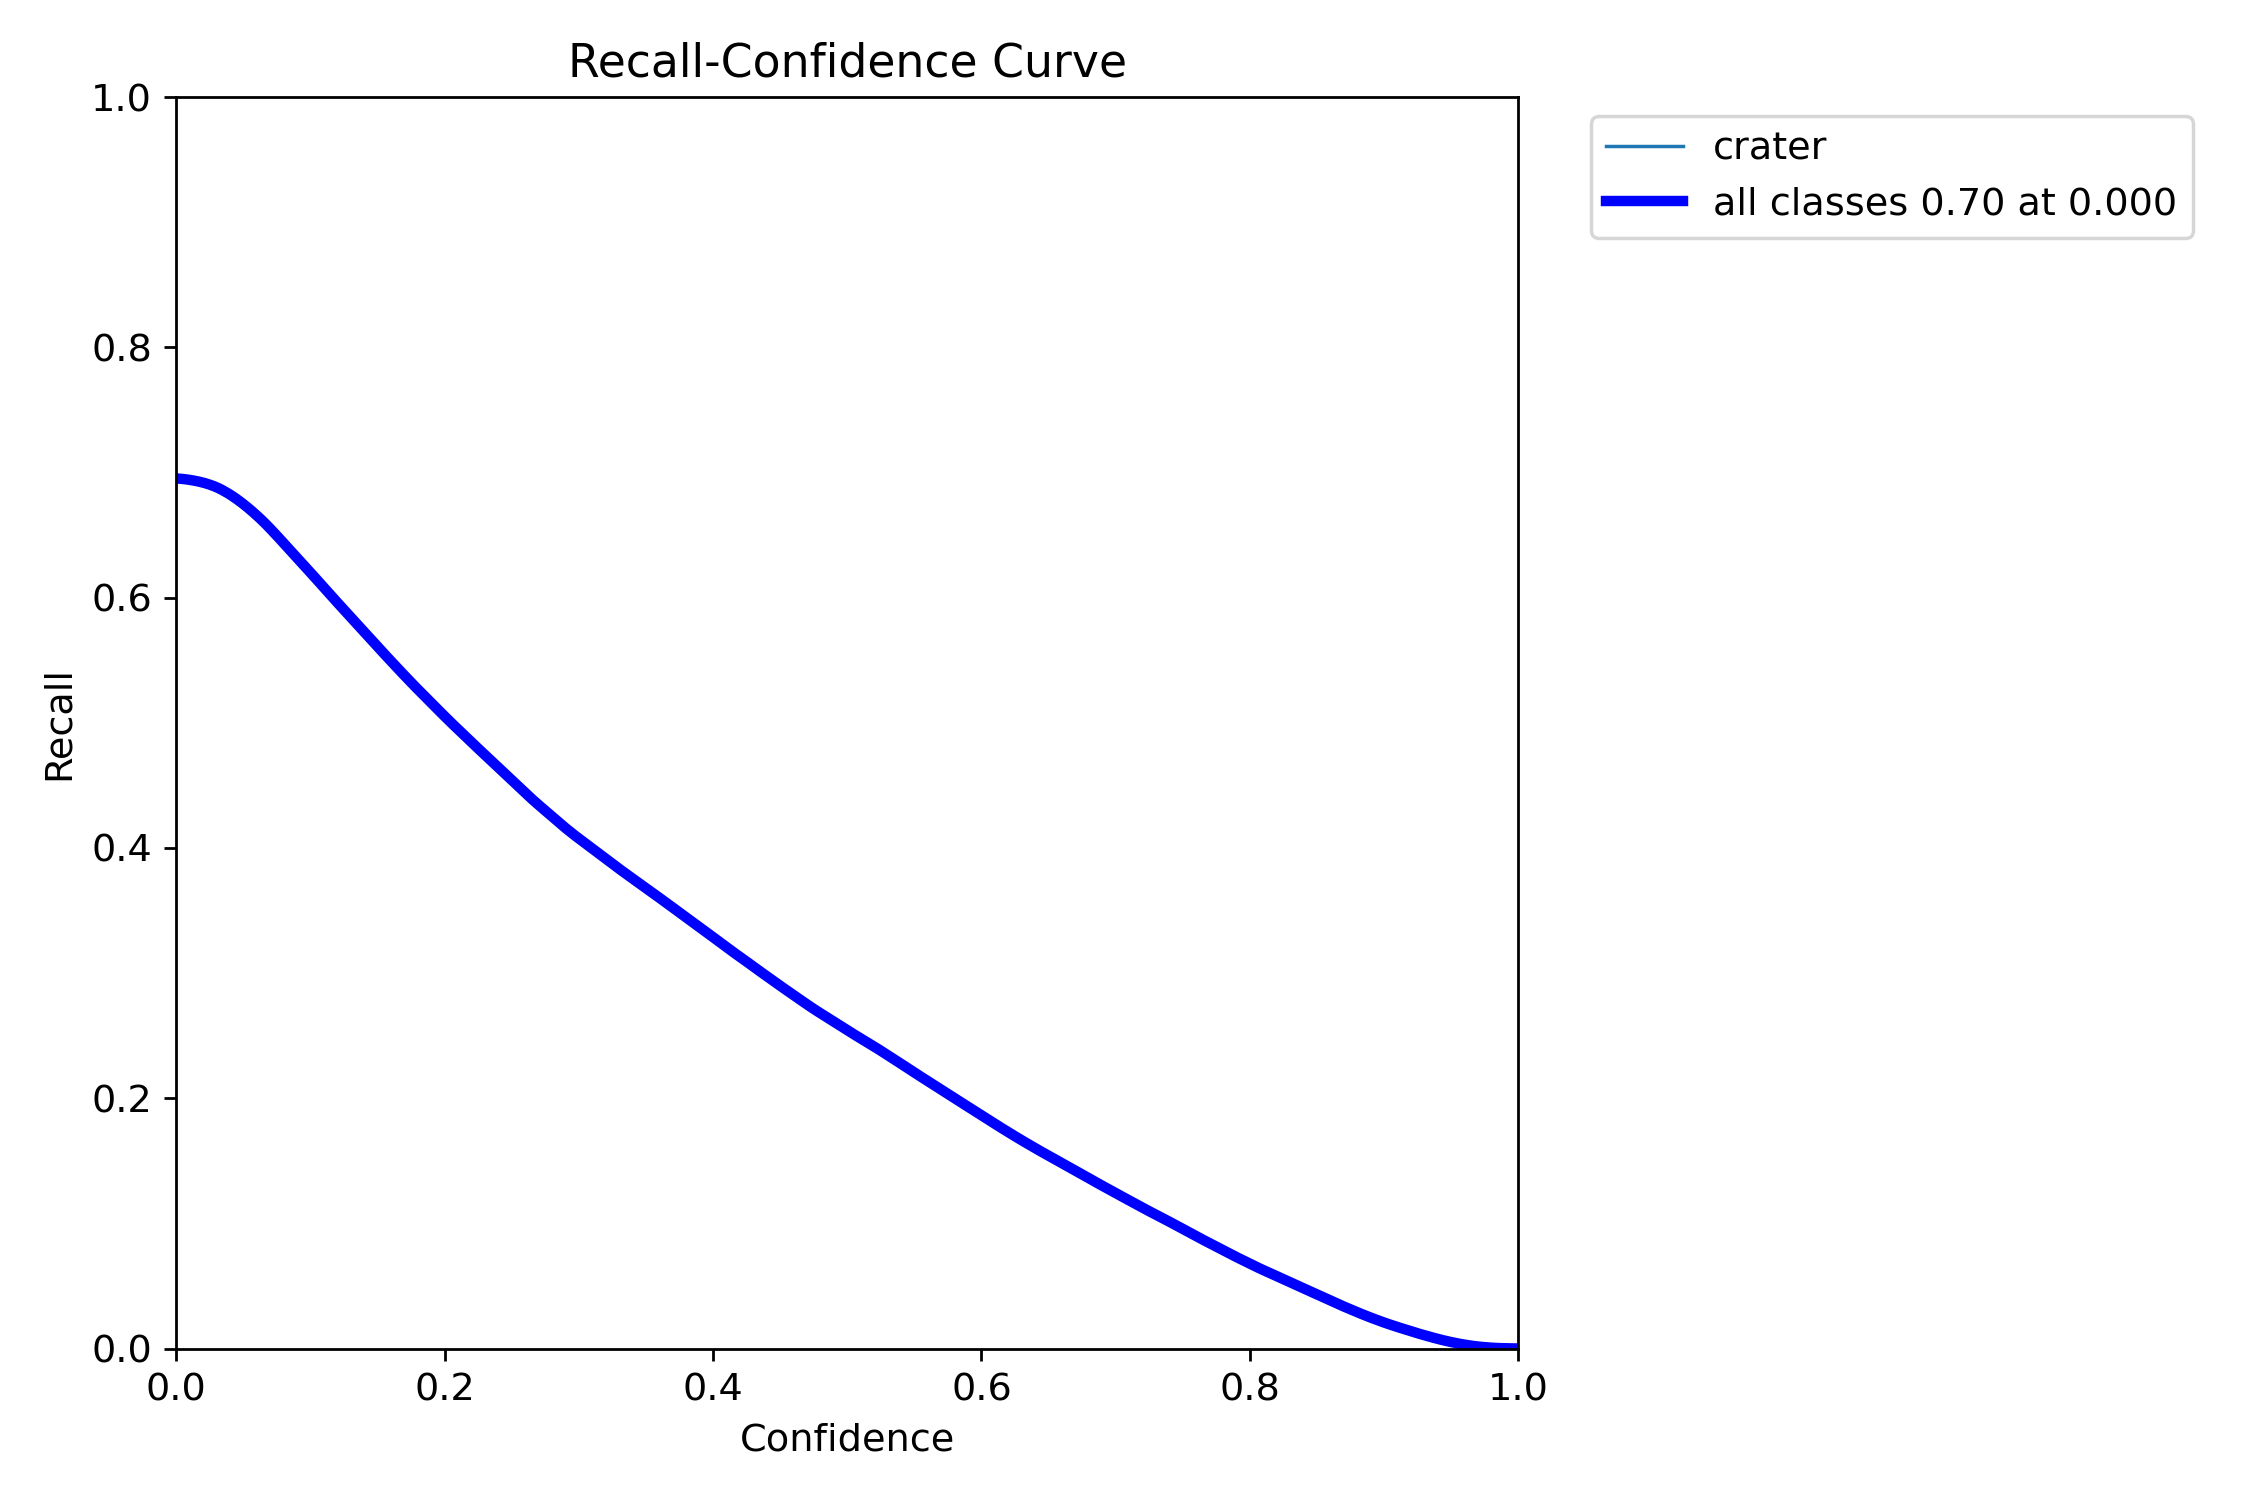 Recall-Confidence Curve
crater
all classes 0.70 at 0.000
1.0
0.8
0.6
0.4
0.2
0.0
Recall
0.0 0.2 0.4 0.6 0.8 1.0
Confidence